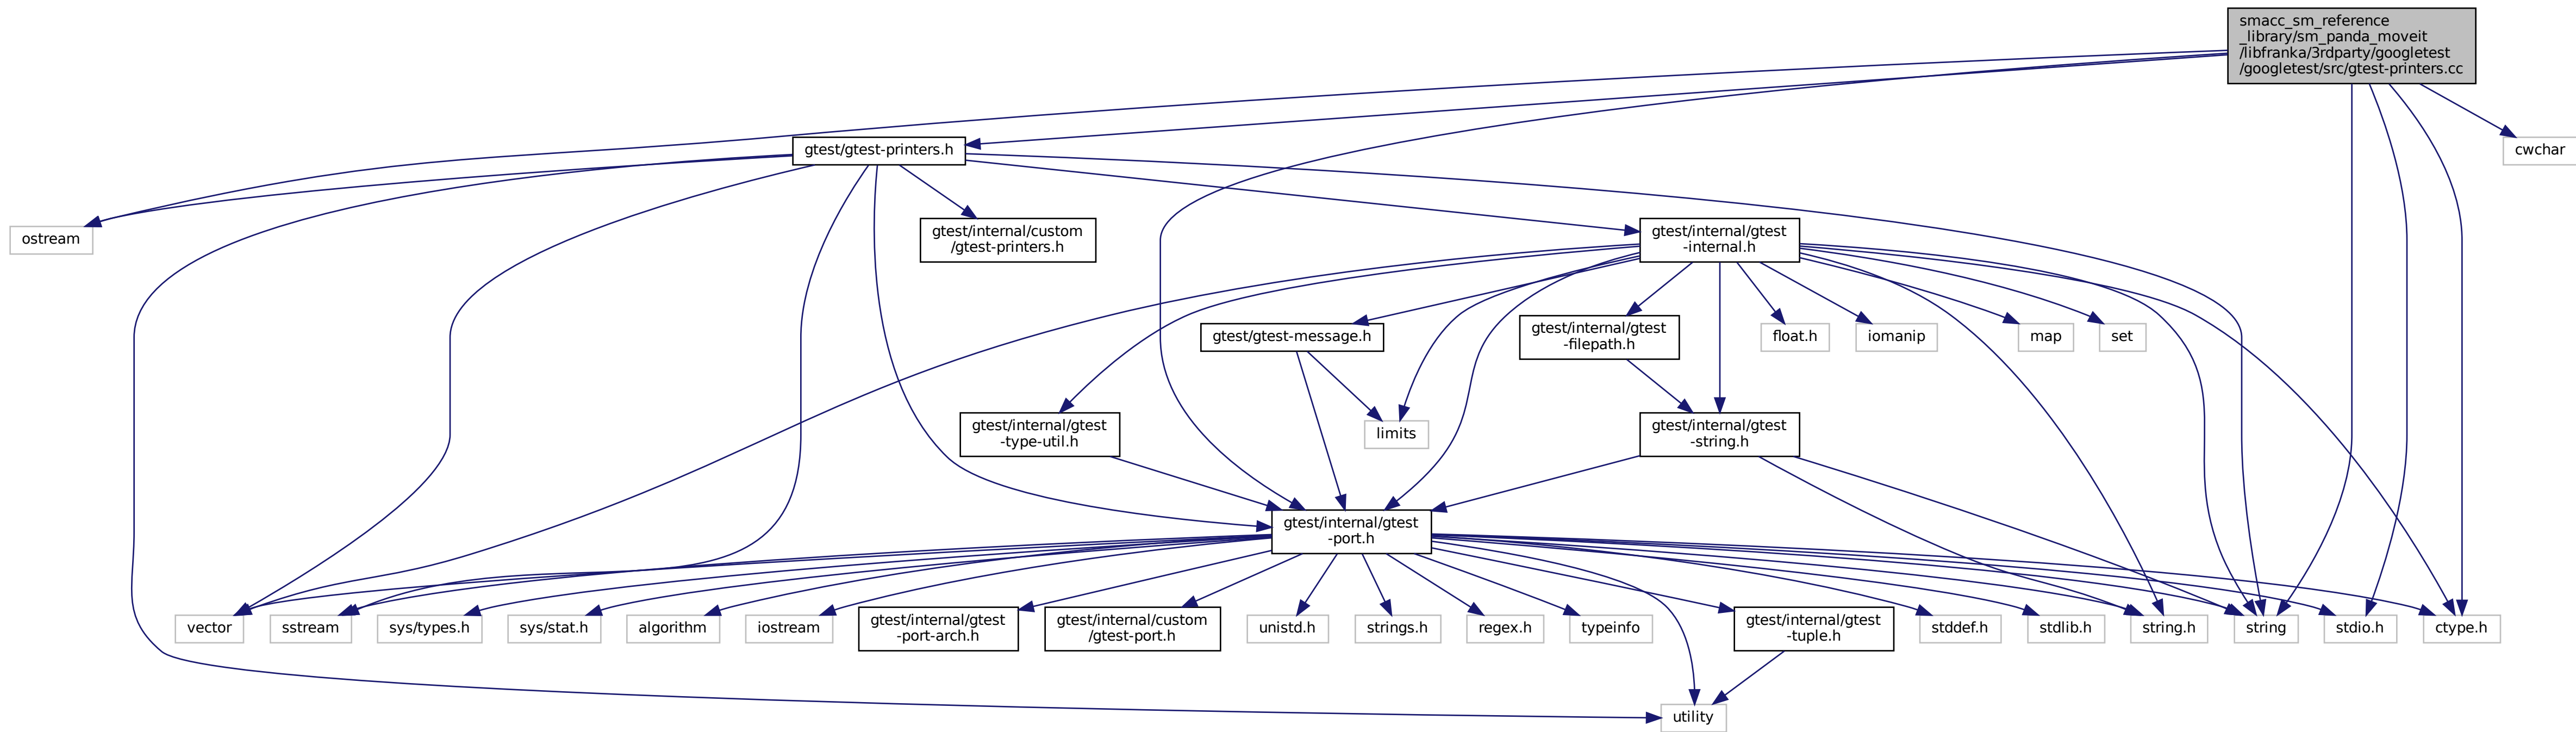 smacc_sm_reference
_library/sm_panda_moveit
/libfranka/3rdparty/googletest
/googletest/src/gtest-printers.cc
gtest/gtest-printers.h
cwchar
ostream
gtest/internal/custom
/gtest-printers.h
gtest/internal/gtest
-internal.h
gtest/gtest-message.h
gtest/internal/gtest
-filepath.h
float.h
iomanip
map
set
gtest/internal/gtest
-type-util.h
limits
gtest/internal/gtest
-string.h
gtest/internal/gtest
-port.h
vector
sstream
sys/types.h
sys/stat.h
algorithm
iostream
gtest/internal/gtest
-port-arch.h
gtest/internal/custom
/gtest-port.h
unistd.h
strings.h
regex.h
typeinfo
gtest/internal/gtest
-tuple.h
stddef.h
stdlib.h
string.h
string
stdio.h
ctype.h
utility